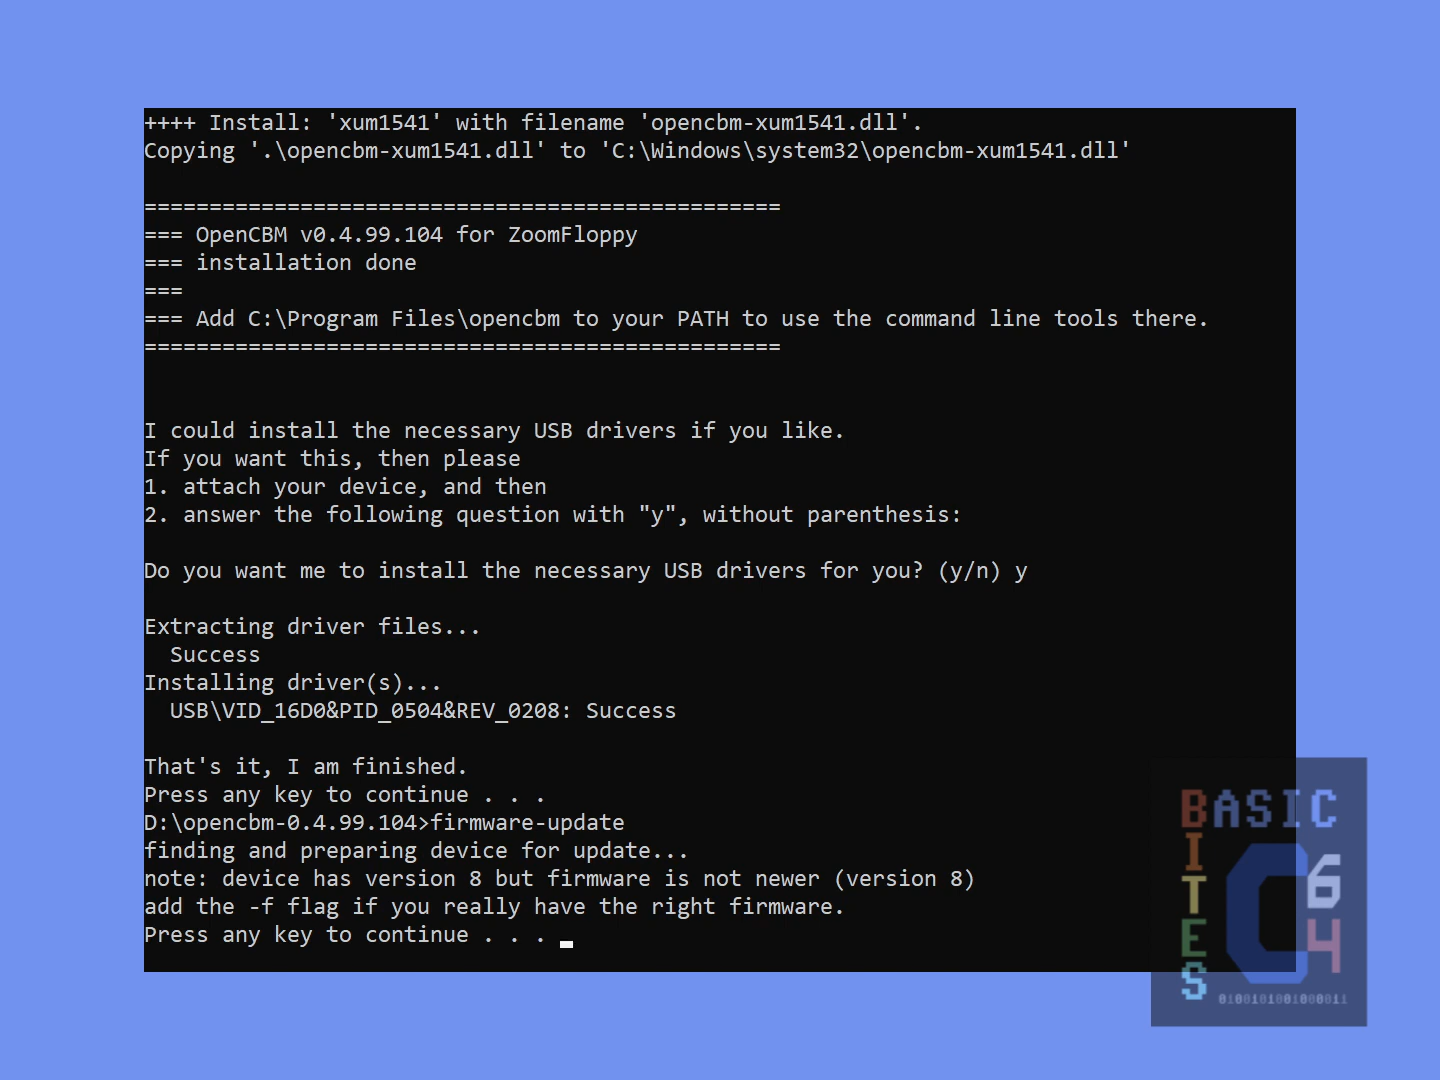 ++++ Install: 'xum1541' with filename 'opencbm-xum1541.dll'.
Copying '.\opencbm-xum1541.dll' to 'C:\Windows\system32\opencbm-xum1541.dll'
=================================================
=== OpenCBM v0.4.99.104 for ZoomFloppy
=== installation done
===
=== Add C:\Program Files\opencbm to your PATH to use the command line tools there.
=================================================
I could install the necessary USB drivers if you like.
If you want this, then please
1. attach your device, and then
2. answer the following question with "y", without parenthesis:
Do you want me to install the necessary USB drivers for you? (y/n) y
Extracting driver files...
  Success
Installing driver(s)...
  USB\VID_16D0&PID_0504&REV_0208: Success
That's it, I am finished.
Press any key to continue . . .
D:\opencbm-0.4.99.104>firmware-update
finding and preparing device for update...
note: device has version 8 but firmware is not newer (version 8)
add the -f flag if you really have the right firmware.
Press any key to continue . . .
BASIC
BITES
C64
0100101001000011